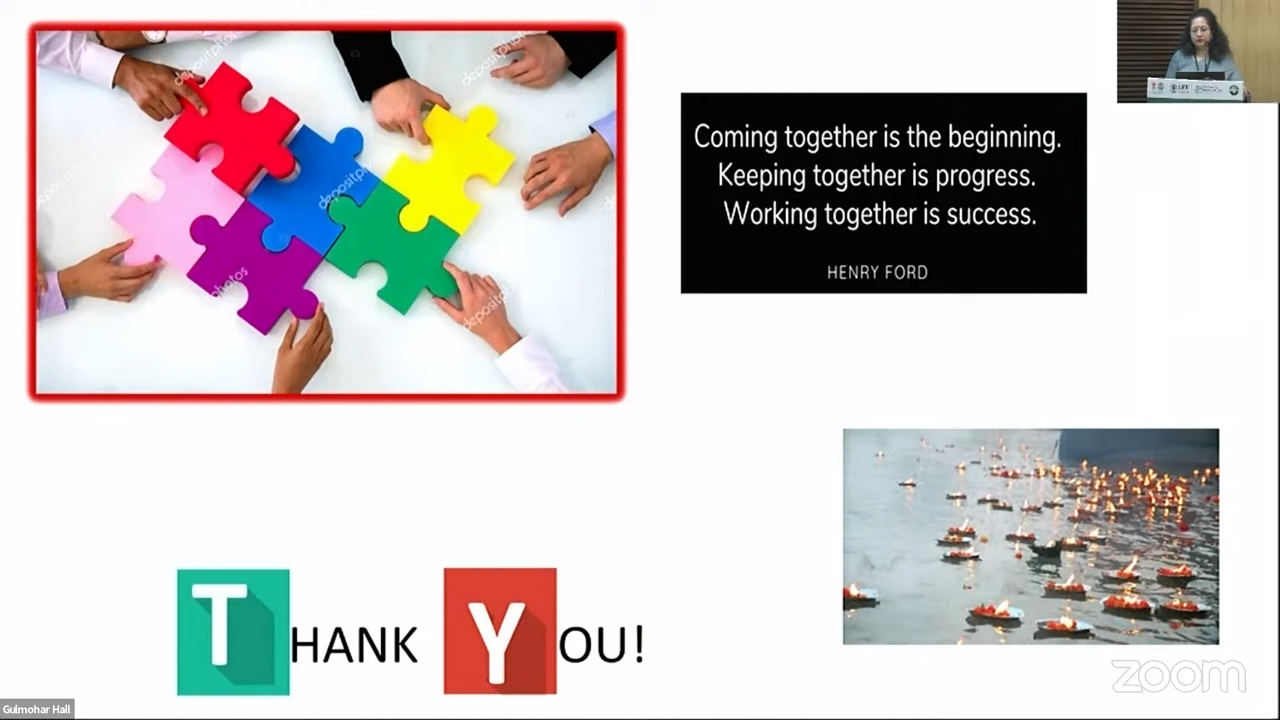 Coming together is the beginning.
Keeping together is progress.
Working together is success.
HENRY FORD
THANK YOU!
zoom
Gulmohar Hall